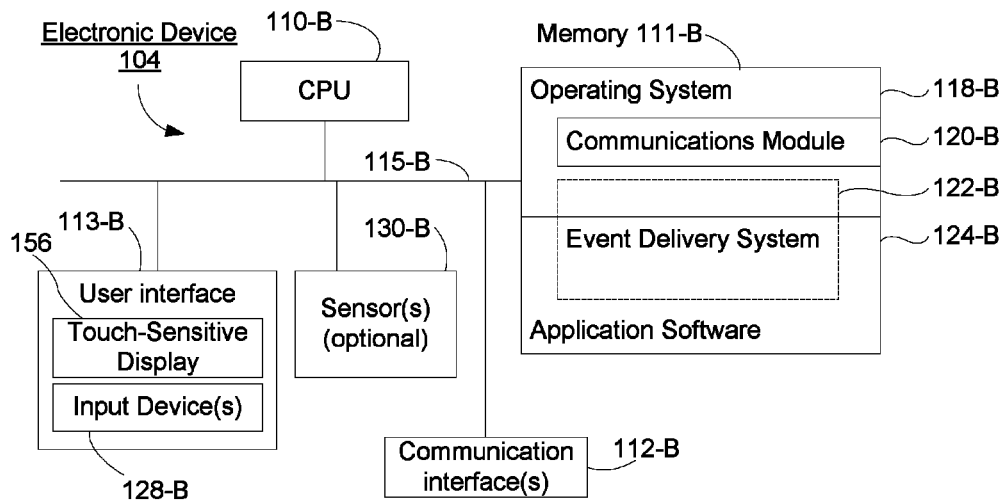 Electronic Device
104
110-B
CPU
Memory 111-B
Operating System
118-B
Communications Module
120-B
115-B
122-B
Event Delivery System
124-B
Application Software
113-B
156
User interface
Touch-Sensitive
Display
Input Device(s)
128-B
130-B
Sensor(s)
(optional)
Communication
interface(s)
112-B